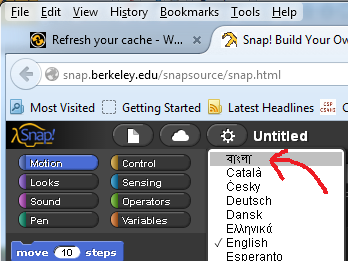 File Edit View History Bookmarks Tools Help
Refresh your cache - W... × Snap! Build Your Ow
snap.berkeley.edu/snapsource/snap.html
Most Visited Getting Started Latest Headlines CSP CSAN
Snap! Untitled
Motion Control
Looks Sensing
Sound Operators
Pen Variables
move 10 steps
বাংলা
Català
Česky
Deutsch
Dansk
Ελληνικά
✓ English
Esperanto